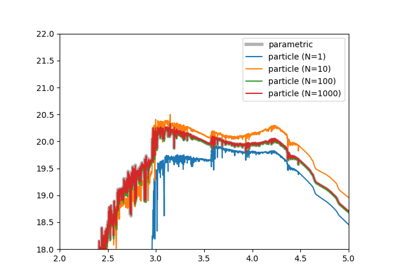 22.0
21.5
21.0
20.5
20.0
19.5
19.0
18.5
18.0
2.0 2.5 3.0 3.5 4.0 4.5 5.0
parametric
particle (N=1)
particle (N=10)
particle (N=100)
particle (N=1000)